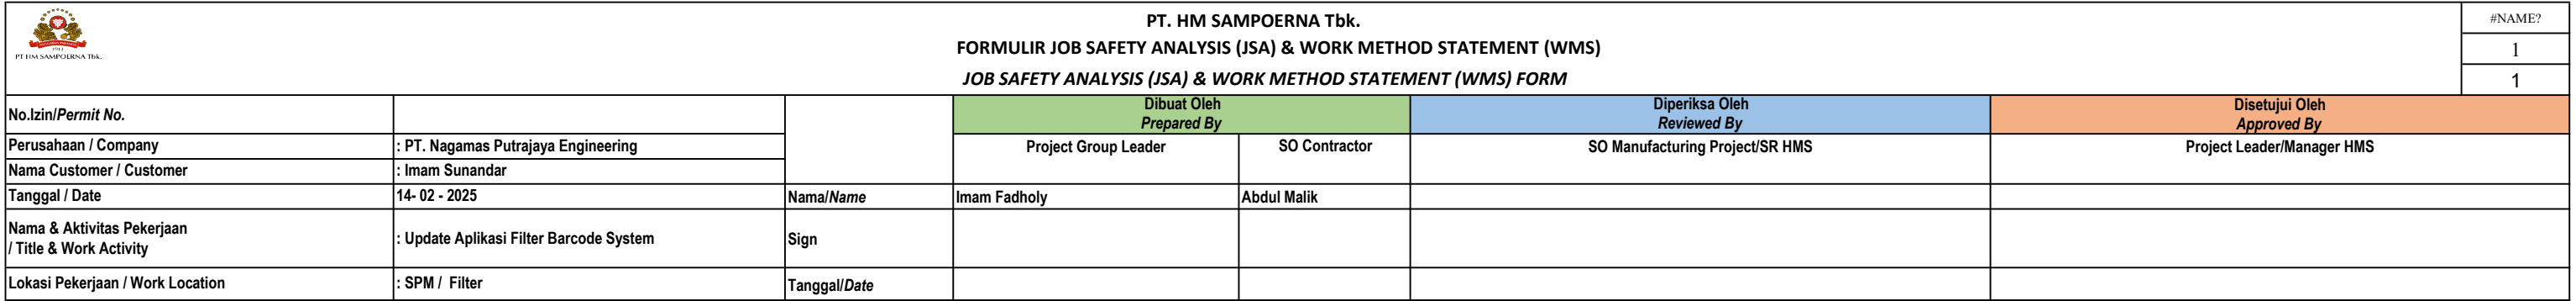 1913
PT HM SAMPOERNA Tbk.
PT. HM SAMPOERNA Tbk.
FORMULIR JOB SAFETY ANALYSIS (JSA) & WORK METHOD STATEMENT (WMS)
JOB SAFETY ANALYSIS (JSA) & WORK METHOD STATEMENT (WMS) FORM
#NAME?
1
1
No.Izin/Permit No.
Dibuat Oleh
Prepared By
Diperiksa Oleh
Reviewed By
Disetujui Oleh
Approved By
Perusahaan / Company : PT. Nagamas Putrajaya Engineering
Project Group Leader SO Contractor SO Manufacturing Project/SR HMS Project Leader/Manager HMS
Nama Customer / Customer : Imam Sunandar
Tanggal / Date 14- 02 - 2025 Nama/Name Imam Fadholy Abdul Malik
Nama & Aktivitas Pekerjaan
/ Title & Work Activity
: Update Aplikasi Filter Barcode System Sign
Lokasi Pekerjaan / Work Location : SPM / Filter Tanggal/Date